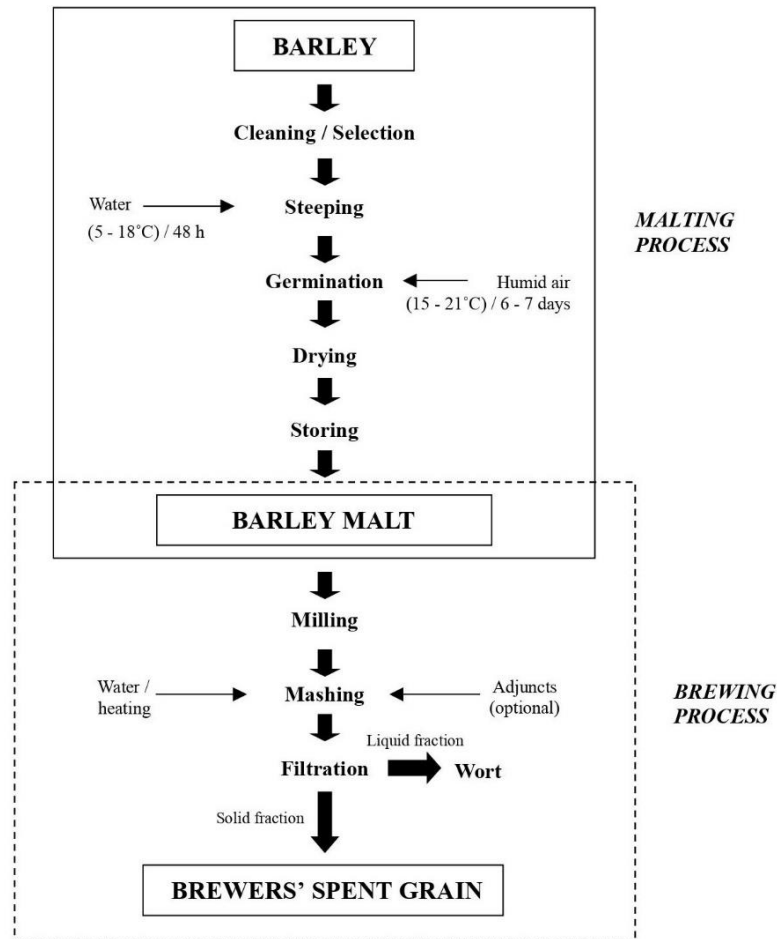 BARLEY
Cleaning / Selection
Water
(5 - 18˚C) / 48 h
Steeping
MALTING
PROCESS
Germination
Humid air
(15 - 21˚C) / 6 - 7 days
Drying
Storing
BARLEY MALT
Milling
Water /
heating
Mashing
Adjuncts
(optional)
BREWING
PROCESS
Liquid fraction
Filtration
Wort
Solid fraction
BREWERS’ SPENT GRAIN